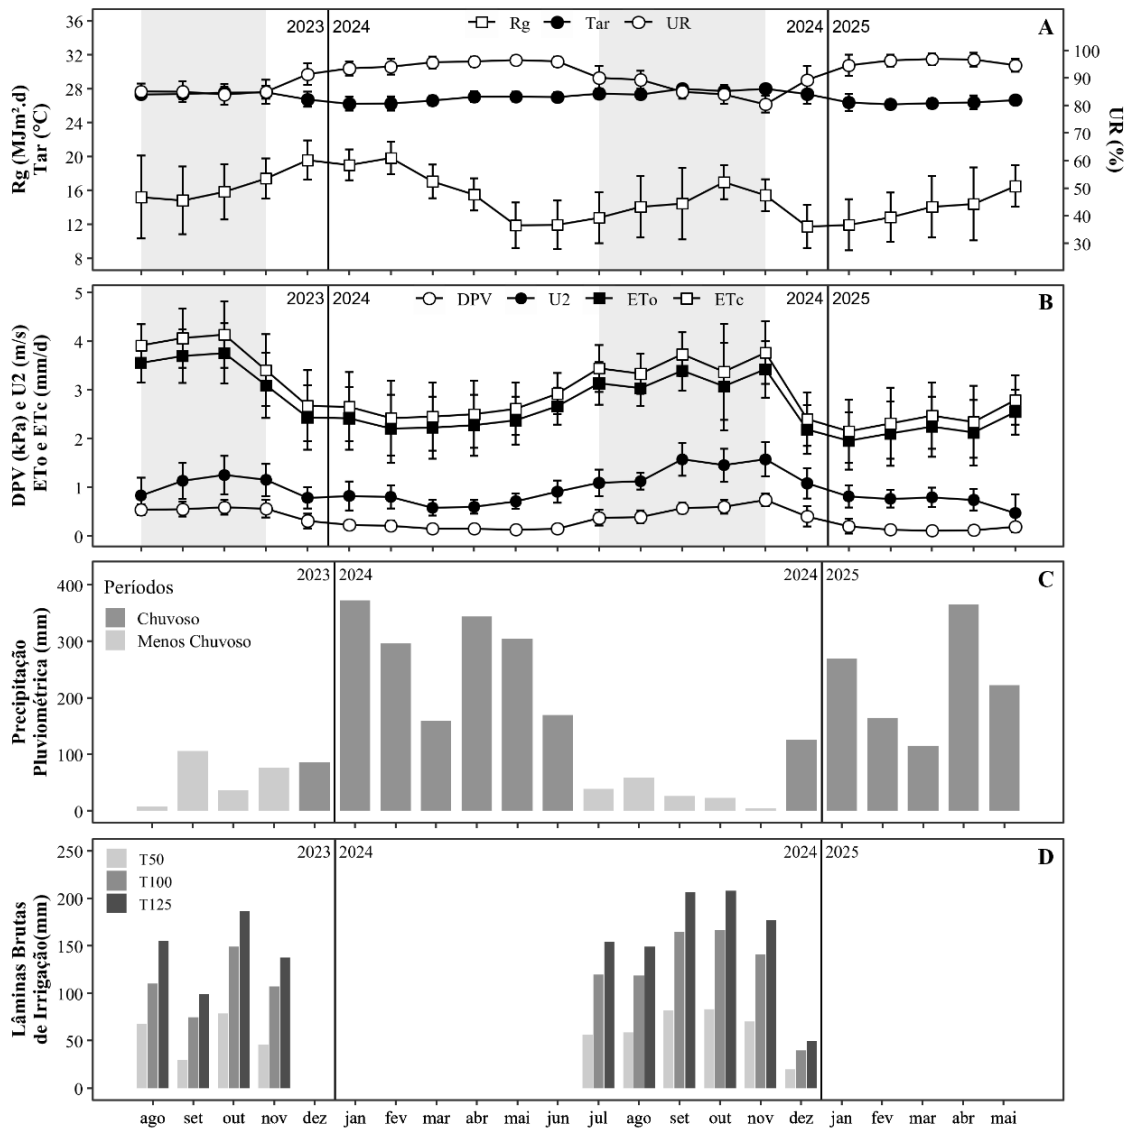 Rg Tar UR
2023 2024 2024 2025 A
36
32
28
24
20
16
12
8
Rg (MJm².d)
Tar (°C)
100
90
80
70
60
50
40
30
UR (%)
DPV U2 ETo ETc
2023 2024 2024 2025 B
5
4
3
2
1
0
DPV (kPa) e U2 (m/s)
ETo e ETc (mm/d)
2023 2024 2024 2025 C
Períodos
Chuvoso
Menos Chuvoso
400
300
200
100
0
Precipitação
Pluviométrica (mm)
2023 2024 2024 2025 D
T50
T100
T125
250
200
150
100
50
0
Lâminas Brutas
de Irrigação(mm)
ago set out nov dez jan fev mar abr mai jun jul ago set out nov dez jan fev mar abr mai